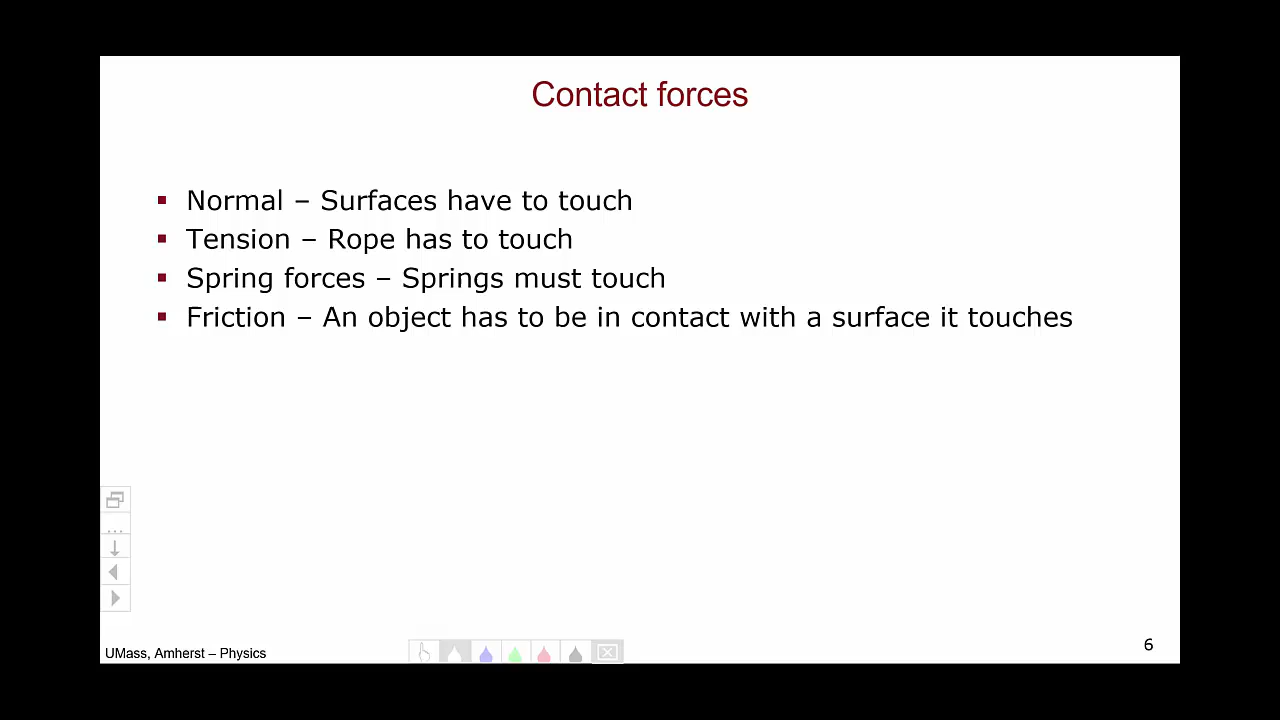 Contact forces
▪ Normal – Surfaces have to touch
▪ Tension – Rope has to touch
▪ Spring forces – Springs must touch
▪ Friction – An object has to be in contact with a surface it touches
...
UMass, Amherst – Physics
6